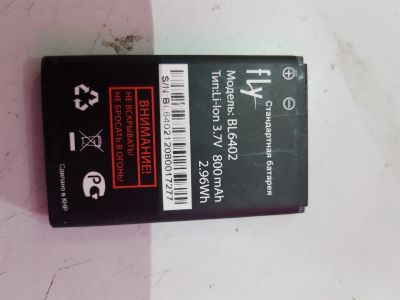 fly
Стандартная батарея
Модель: BL6402
Тип:Li-Ion 3.7V 800mAh
2.96Wh
S/N BL640212080017277
ВНИМАНИЕ!
НЕ ВСКРЫВАТЬ!
НЕ БРОСАТЬ В ОГОНЬ!
Сделано в КНР